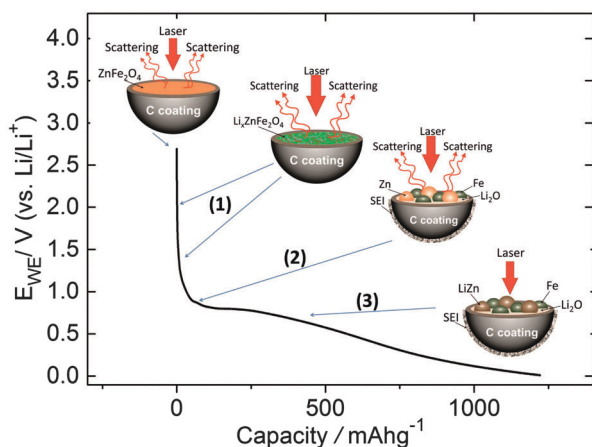 Laser
Scattering Scattering
ZnFe₂O₄
C coating
Laser
Scattering Scattering
LiₓZnFe₂O₄
C coating
Laser
Scattering Scattering
Zn Fe
SEI Li₂O
C coating
Laser
LiZn Fe
SEI Li₂O
C coating
(1)
(2)
(3)
4.0
3.5
3.0
2.5
2.0
1.5
1.0
0.5
0.0
E_WE/ V (vs. Li/Li⁺)
0 500 1000
Capacity / mAhg⁻¹